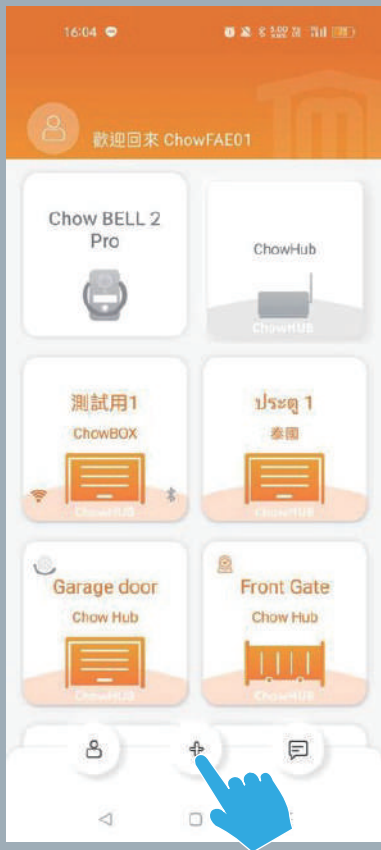 16:04
歡迎回來 ChowFAE01
Chow BELL 2
Pro
ChowHub
ChowHUB
測試用1
ChowBOX
ChowHUB
ประตู 1
泰國
ChowHUB
Garage door
Chow Hub
ChowHUB
Front Gate
Chow Hub
ChowHUB